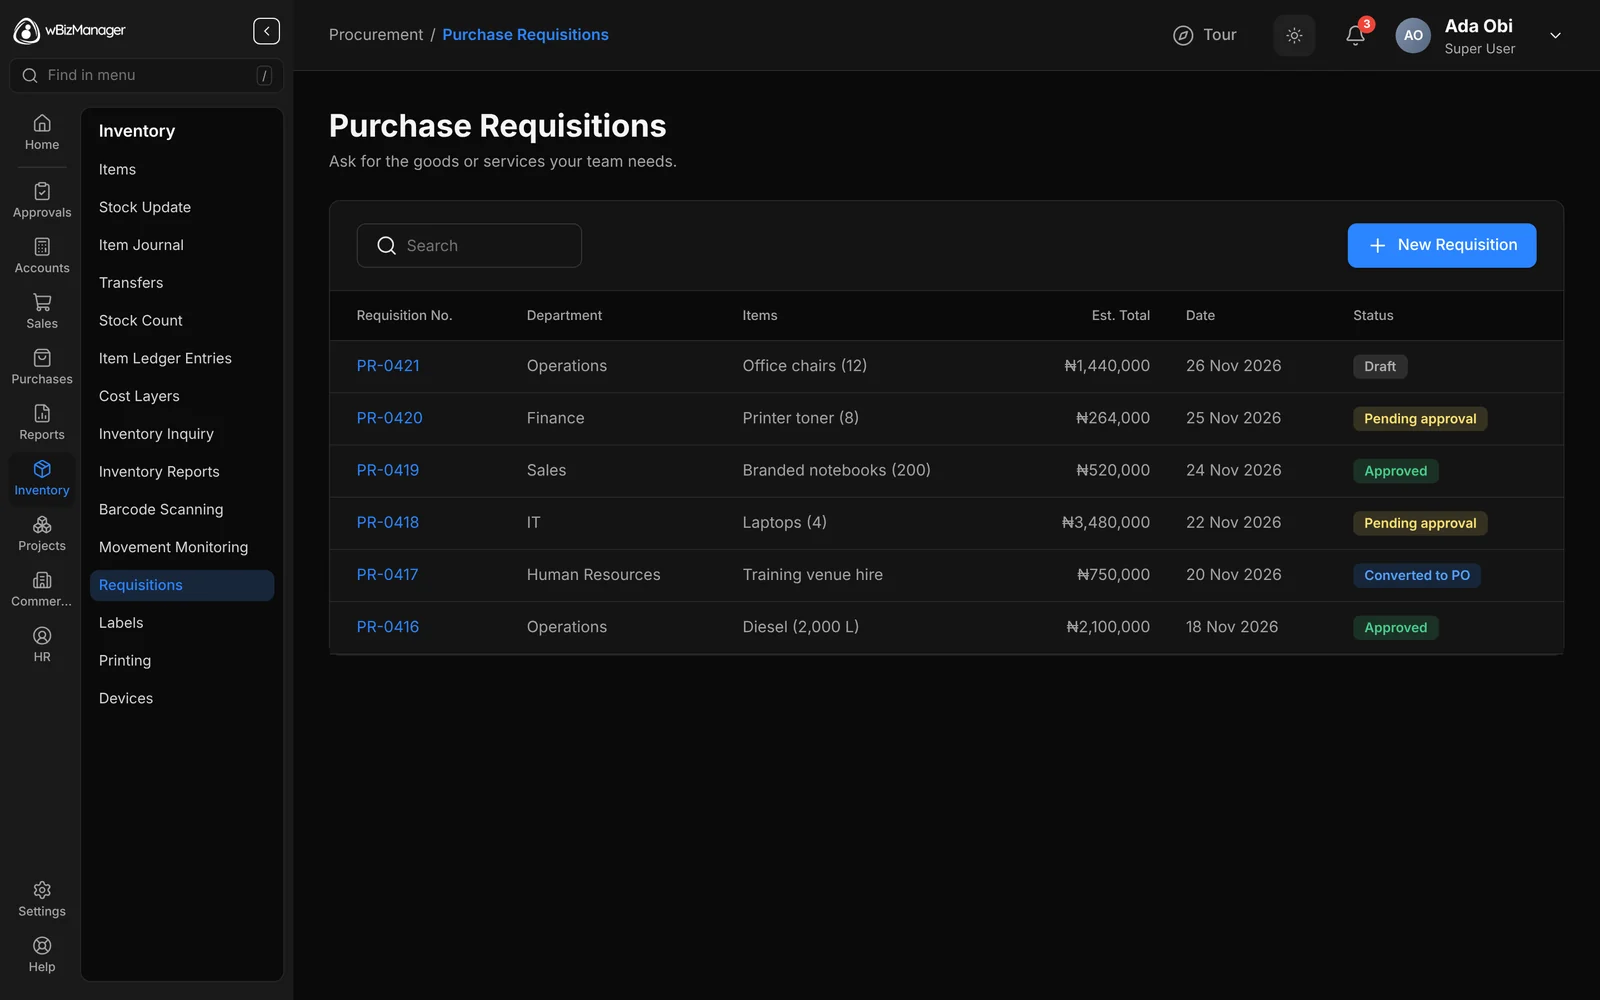 wBizManager
Find in menu /
Home
Approvals
Accounts
Sales
Purchases
Reports
Inventory
Projects
Commer...
HR
Settings
Help
Inventory
Items
Stock Update
Item Journal
Transfers
Stock Count
Item Ledger Entries
Cost Layers
Inventory Inquiry
Inventory Reports
Barcode Scanning
Movement Monitoring
Requisitions
Labels
Printing
Devices
Procurement / Purchase Requisitions
Tour
3
AO
Ada Obi
Super User
Purchase Requisitions
Ask for the goods or services your team needs.
Search
New Requisition
Requisition No. Department Items Est. Total Date Status
PR-0421 Operations Office chairs (12) ₦1,440,000 26 Nov 2026 Draft
PR-0420 Finance Printer toner (8) ₦264,000 25 Nov 2026 Pending approval
PR-0419 Sales Branded notebooks (200) ₦520,000 24 Nov 2026 Approved
PR-0418 IT Laptops (4) ₦3,480,000 22 Nov 2026 Pending approval
PR-0417 Human Resources Training venue hire ₦750,000 20 Nov 2026 Converted to PO
PR-0416 Operations Diesel (2,000 L) ₦2,100,000 18 Nov 2026 Approved